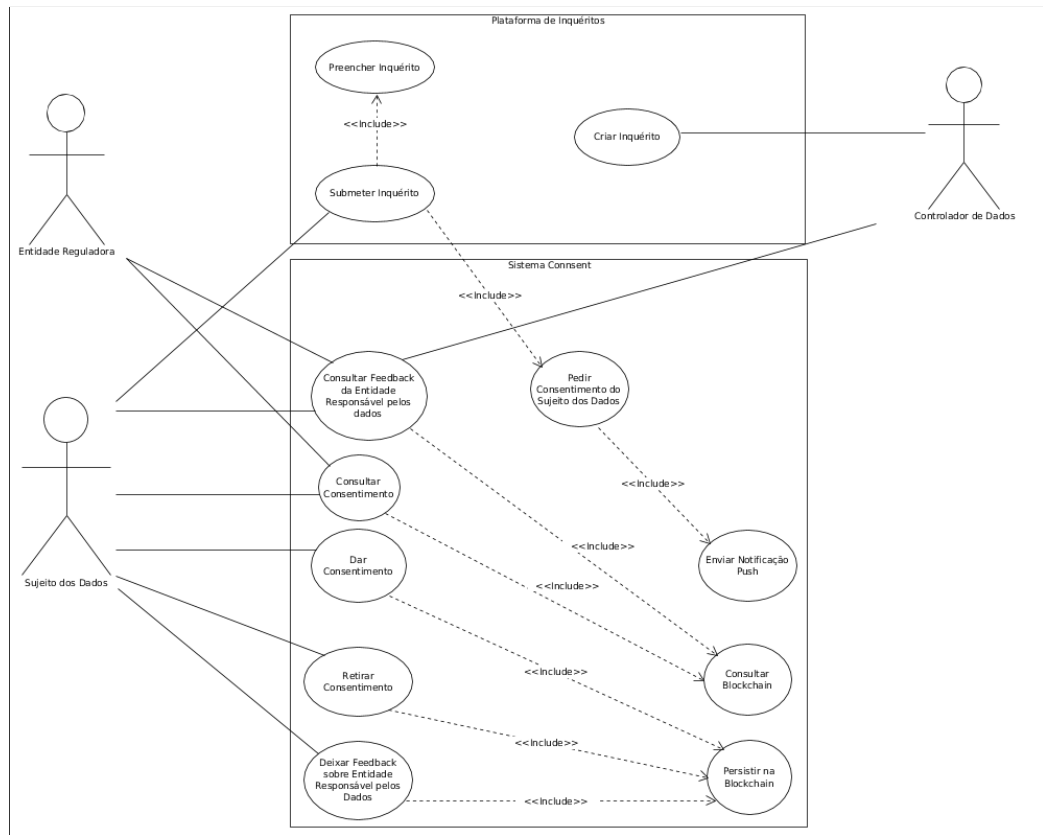 Plataforma de Inquéritos
Preencher Inquérito
<<Include>>
Criar Inquérito
Submeter Inquérito
Entidade Reguladora
Controlador de Dados
Sistema Connsent
<<Include>>
Consultar Feedback
da Entidade
Responsável pelos
dados
Pedir
Consentimento do
Sujeito dos Dados
Consultar
Consentimento
<<Include>>
Sujeito dos Dados
Dar
Consentimento
<<Include>>
Enviar Notificação
Push
<<Include>>
<<Include>>
Retirar
Consentimento
Consultar
Blockchain
<<Include>>
Deixar Feedback
sobre Entidade
Responsável pelos
Dados
Persistir na
Blockchain
<<Include>>